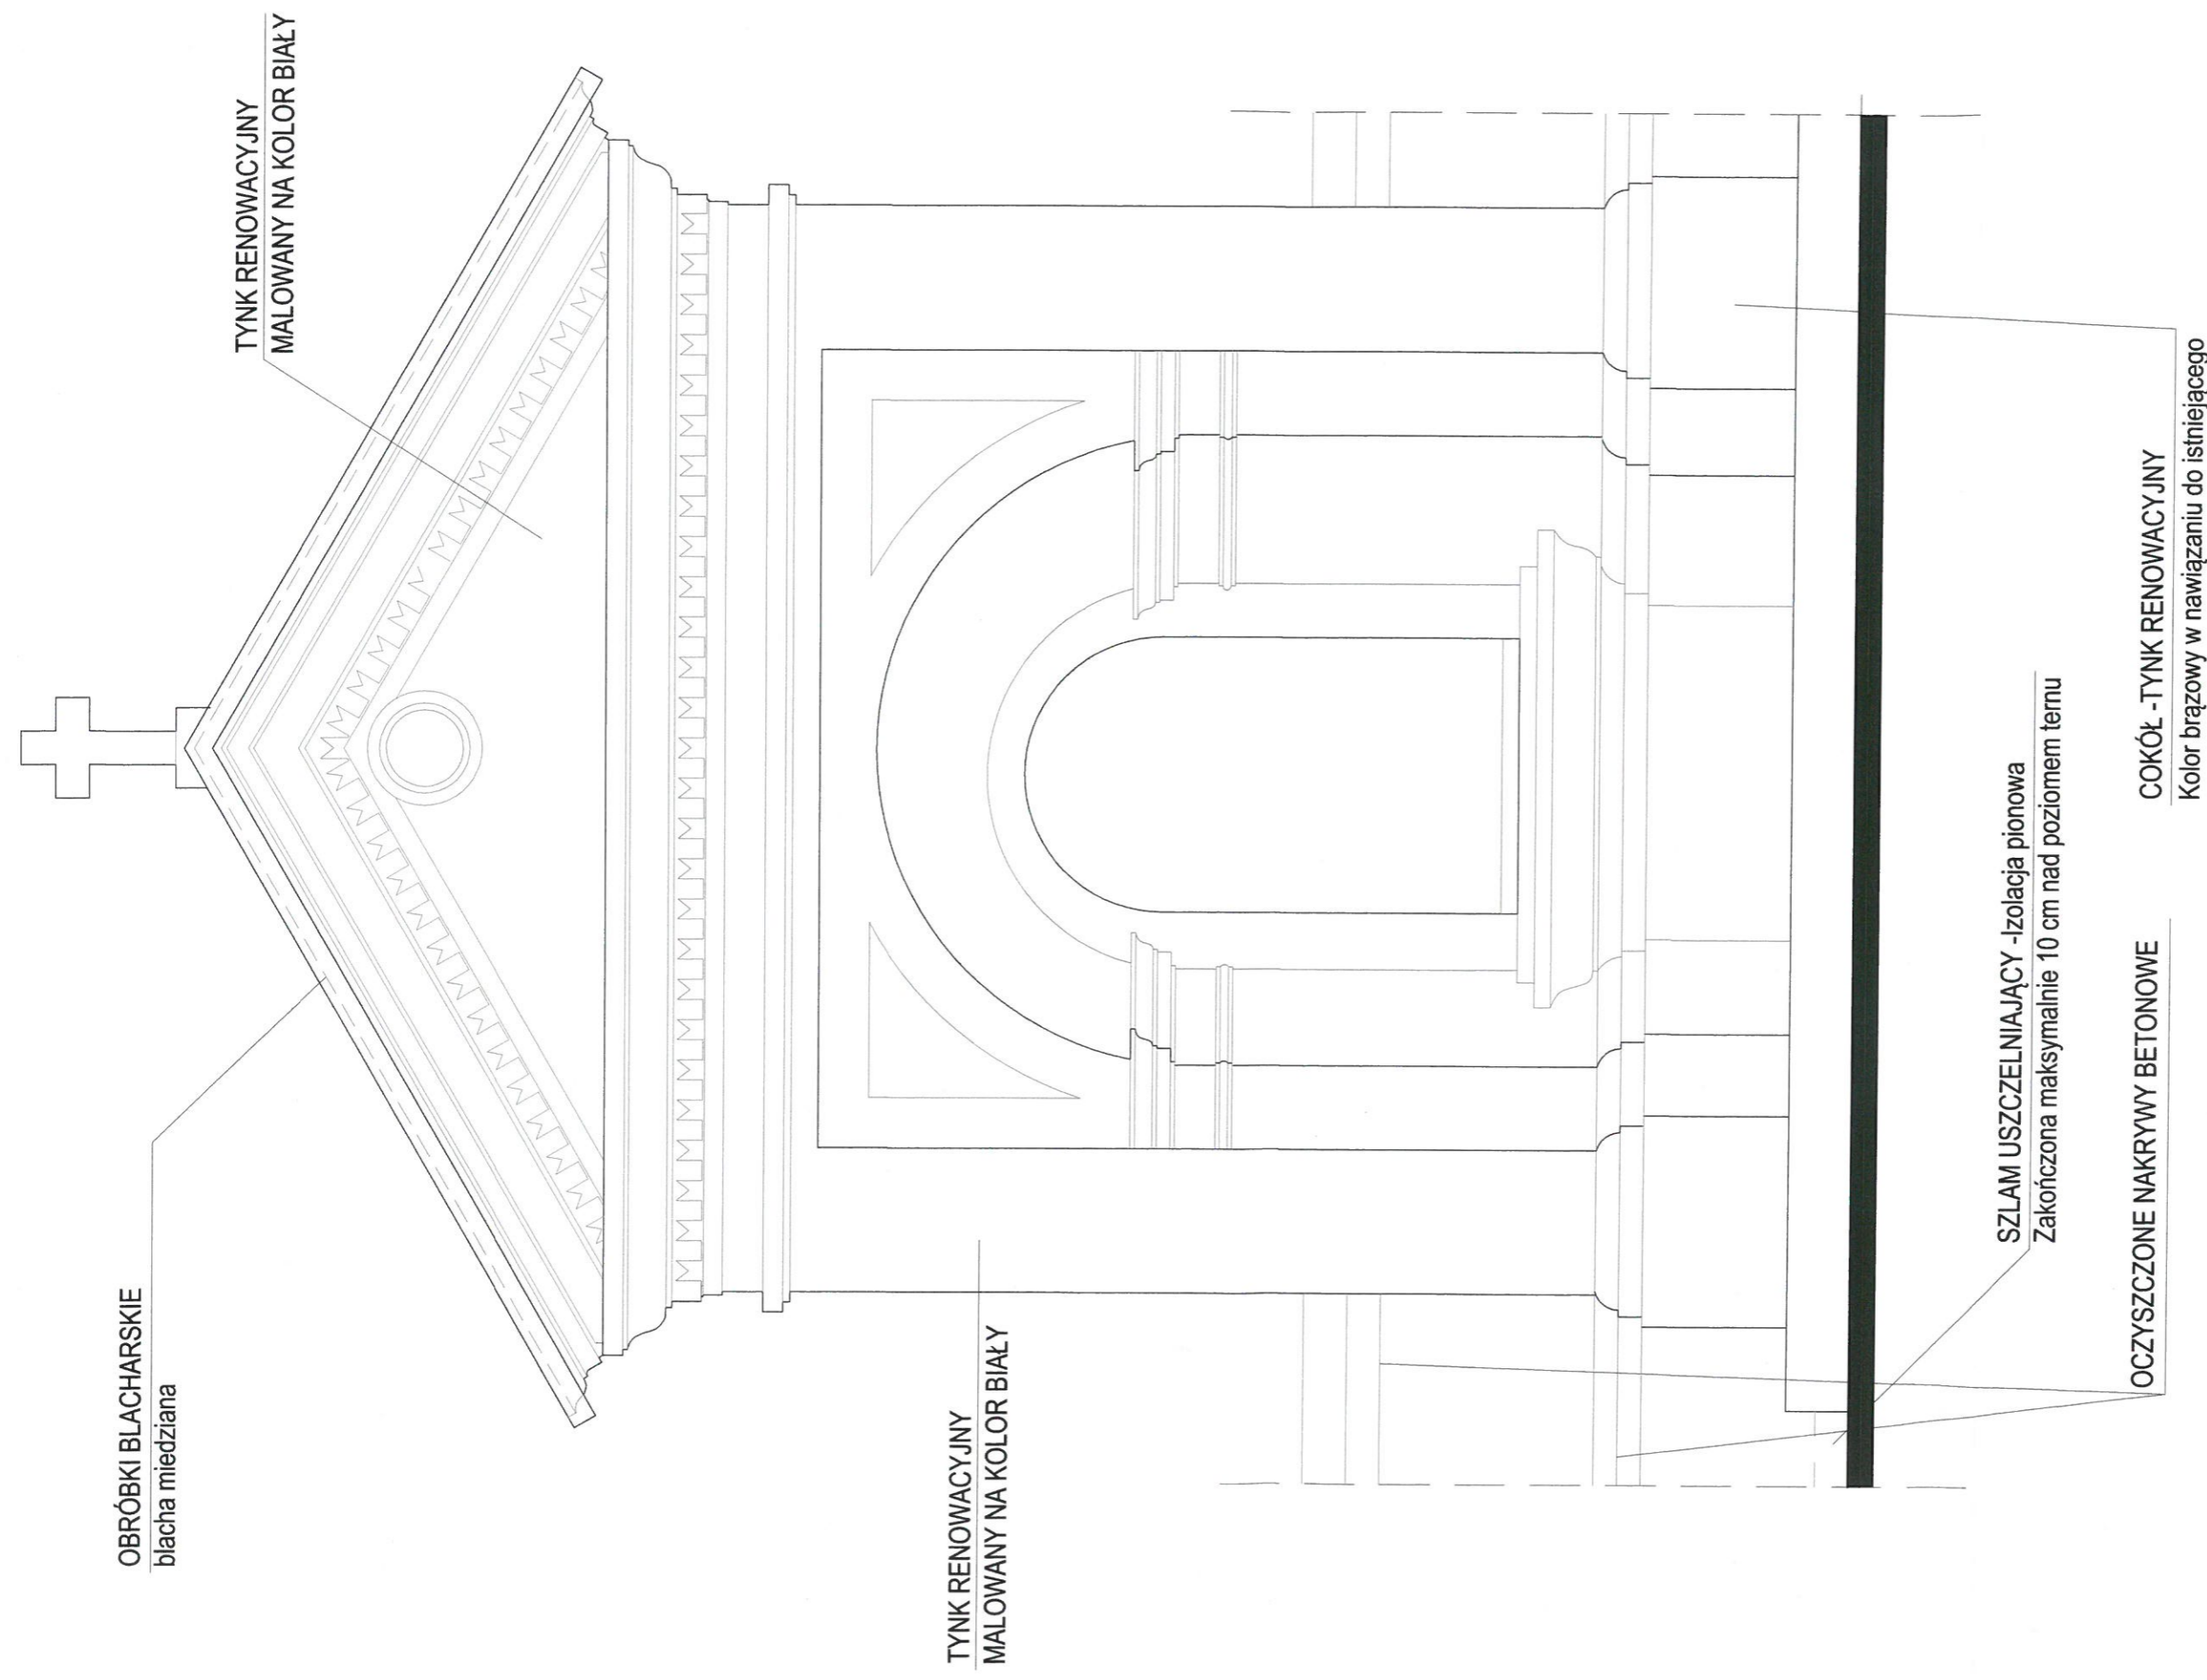 OBRÓBKI BLACHARSKIE
blacha miedziana
TYNK RENOWACYJNY
MALOWANY NA KOLOR BIAŁY
TYNK RENOWACYJNY
MALOWANY NA KOLOR BIAŁY
SZLAM USZCZELNIAJĄCY -Izolacja pionowa
Zakończona maksymalnie 10 cm nad poziomem ternu
OCZYSZCZONE NAKRYWY BETONOWE
COKÓŁ -TYNK RENOWACYJNY
Kolor brązowy w nawiązaniu do istniejącego